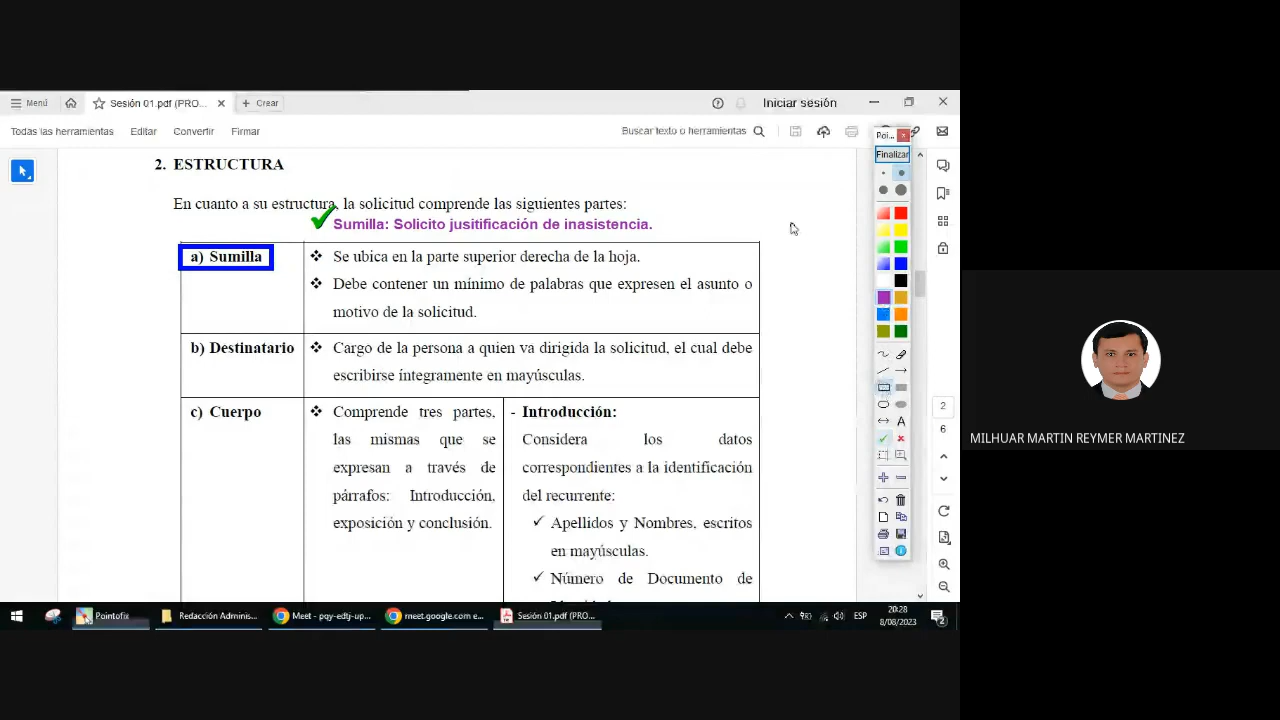 Menú
Sesión 01.pdf (PRO...
Crear
Iniciar sesión
Todas las herramientas
Editar
Convertir
Firmar
Buscar texto o herramientas
Poi...
Finalizar
2. ESTRUCTURA
En cuanto a su estructura, la solicitud comprende las siguientes partes:
Sumilla: Solicito jusitificación de inasistencia.
a) Sumilla
❖ Se ubica en la parte superior derecha de la hoja.
❖ Debe contener un mínimo de palabras que expresen el asunto o
motivo de la solicitud.
b) Destinatario
❖ Cargo de la persona a quien va dirigida la solicitud, el cual debe
escribirse íntegramente en mayúsculas.
c) Cuerpo
❖ Comprende tres partes,
las mismas que se
expresan a través de
párrafos: Introducción,
exposición y conclusión.
- Introducción:
Considera los datos
correspondientes a la identificación
del recurrente:
✓ Apellidos y Nombres, escritos
en mayúsculas.
✓ Número de Documento de
A
2
6
MILHUAR MARTIN REYMER MARTINEZ
Pointofix
Redacción Adminis...
Meet - pqy-edtj-up...
meet.google.com e...
Sesión 01.pdf (PRO...
ESP
20:28
8/08/2023
2